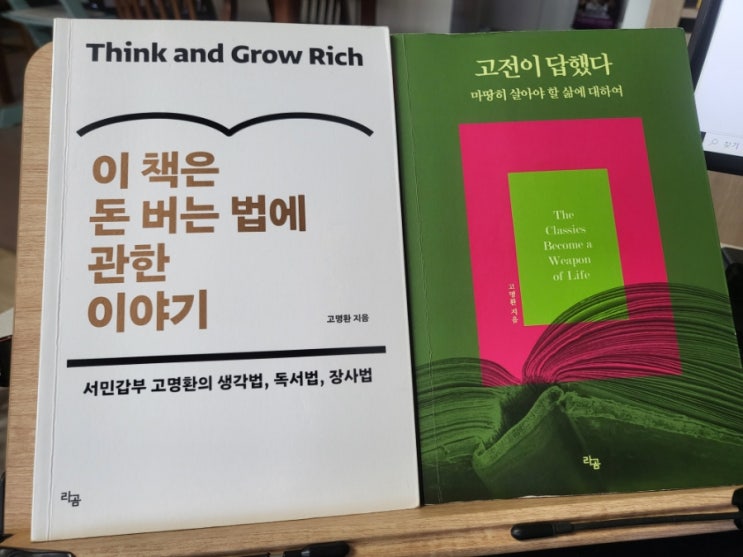 Think and Grow Rich
이 책은
돈 버는 법에
관한
이야기
고명환 지음
서민갑부 고명환의 생각법, 독서법, 장사법
라곰
고전이 답했다
마땅히 살아야 할 삶에 대하여
The
Classics
Become a
Weapon
of Life
고명환 지음
라곰
찾기